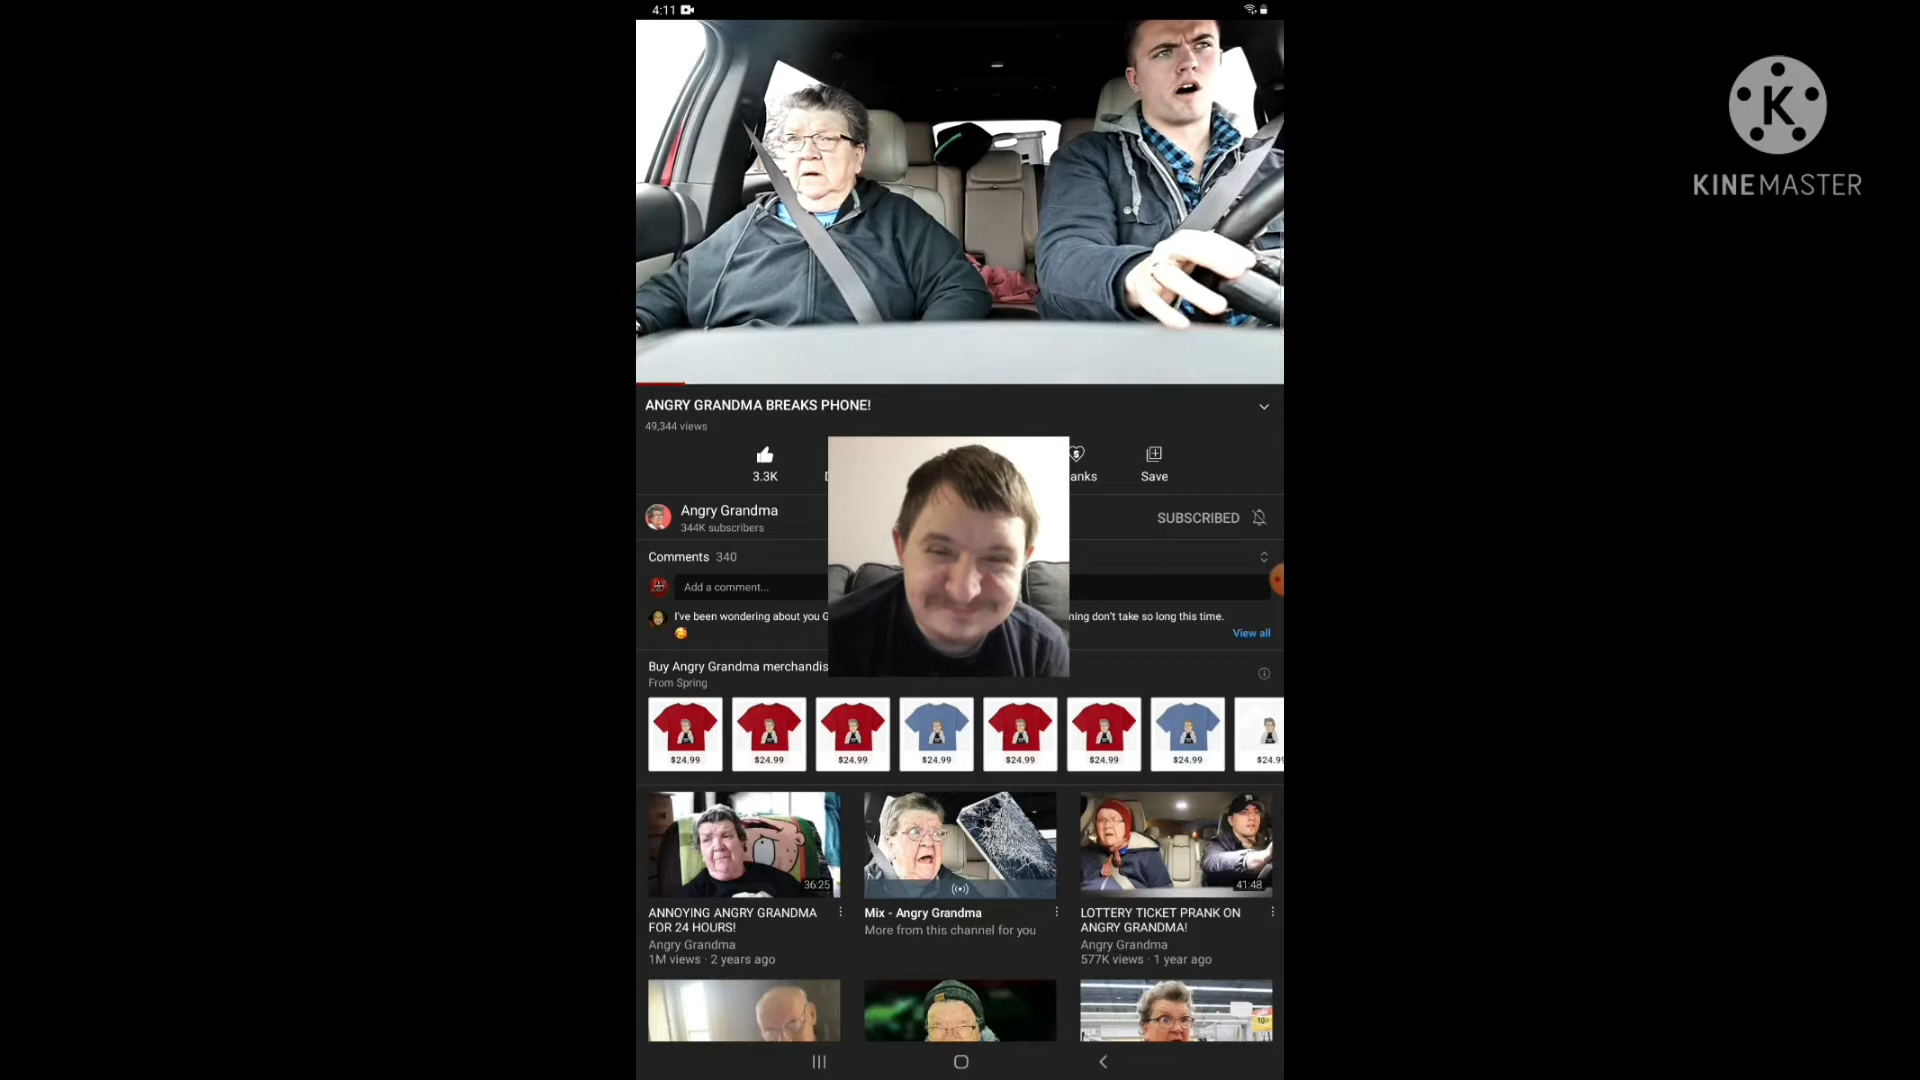 4:11
KINEMASTER
ANGRY GRANDMA BREAKS PHONE!
49,344 views
3.3K
anks
Save
Angry Grandma
344K subscribers
SUBSCRIBED
Comments 340
Add a comment...
I've been wondering about you G
ning don't take so long this time.
View all
Buy Angry Grandma merchandis
From Spring
$24.99 $24.99 $24.99 $24.99 $24.99 $24.99 $24.99 $24.99
36:25
41:48
ANNOYING ANGRY GRANDMA
FOR 24 HOURS!
Angry Grandma
1M views · 2 years ago
Mix - Angry Grandma
More from this channel for you
LOTTERY TICKET PRANK ON
ANGRY GRANDMA!
Angry Grandma
577K views · 1 year ago